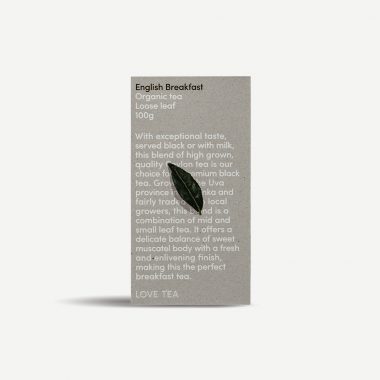 English Breakfast
Organic tea
Loose leaf
100g
With exceptional taste,
served black or with milk,
this blend of high grown,
quality tea is our
choice black
tea. Uva
province
fairly
growers, this is a
combination of mid and
small leaf tea. It offers a
delicate balance of sweet
muscatel body with a fresh
and enlivening finish,
making this the perfect
breakfast tea.
LOVE TEA